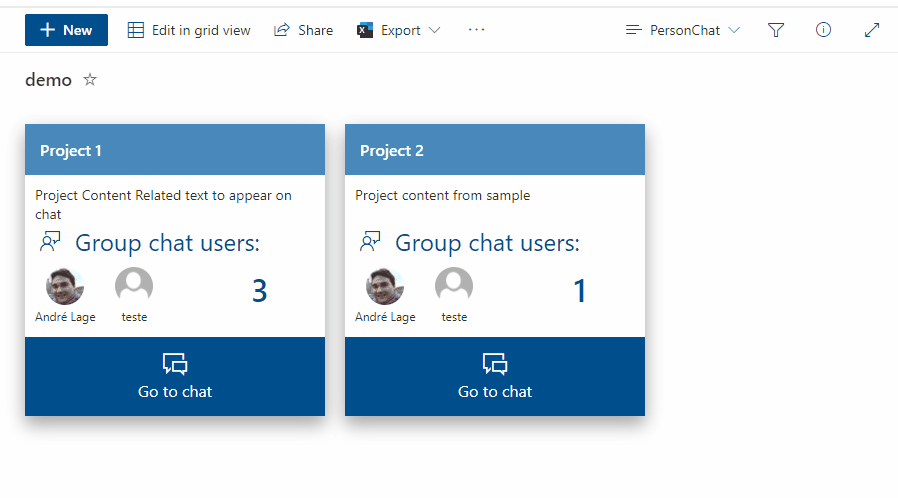 New Edit in grid view Share Export ... PersonChat
demo
Project 1
Project Content Related text to appear on
chat
Group chat users:
3
André Lage teste
Go to chat
Project 2
Project content from sample
Group chat users:
1
André Lage teste
Go to chat